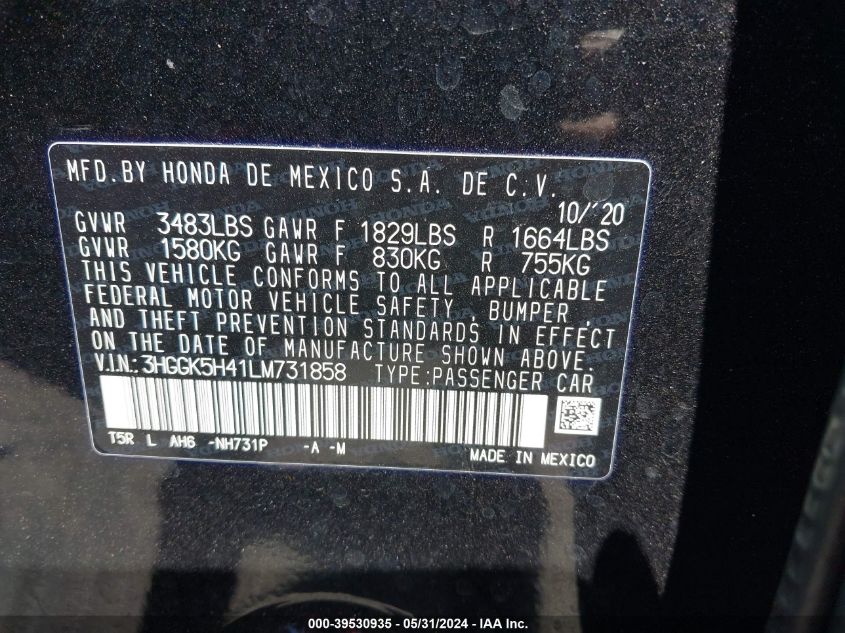 MFD.BY HONDA DE MEXICO S.A. DE C.V.
10/'20
GVWR 3483LBS GAWR F 1829LBS R 1664LBS
GVWR 1580KG GAWR F 830KG R 755KG
THIS VEHICLE CONFORMS TO ALL APPLICABLE
FEDERAL MOTOR VEHICLE SAFETY, BUMPER,
AND THEFT PREVENTION STANDARDS IN EFFECT
ON THE DATE OF MANUFACTURE SHOWN ABOVE.
V.I.N.:3HGGK5H41LM731858 TYPE:PASSENGER CAR
T5R L AH6 -NH731P -A -M
MADE IN MEXICO
000-39530935 - 05/31/2024 - IAA Inc.